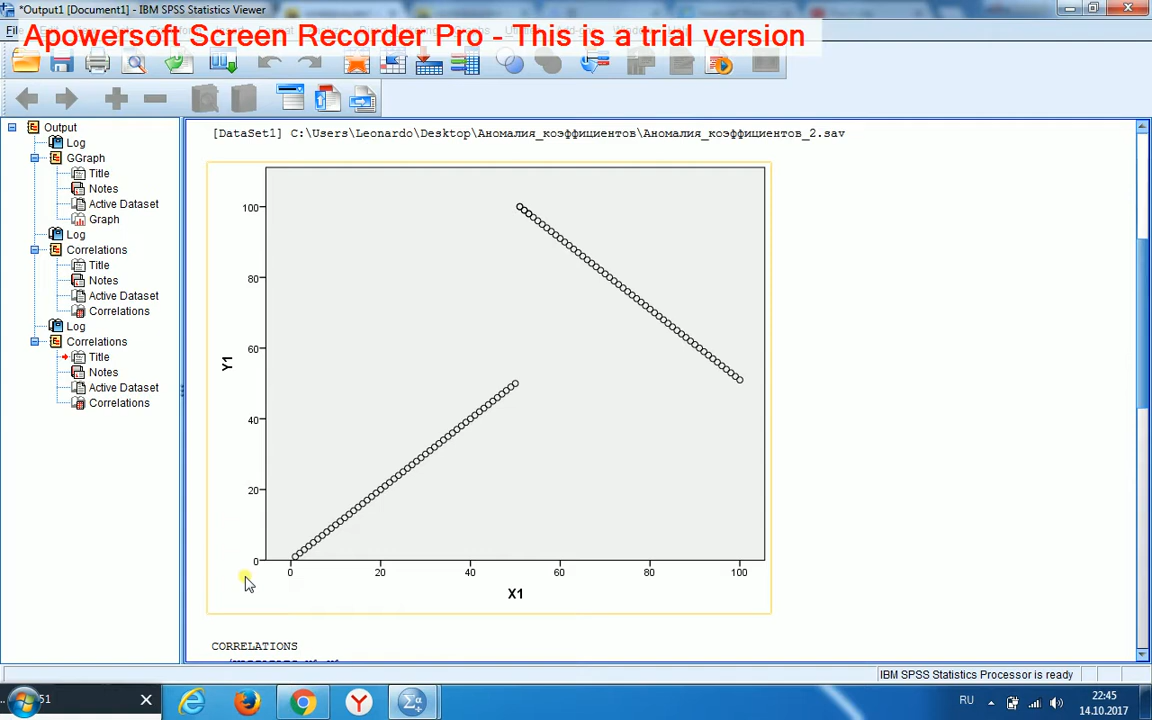 *Output1 [Document1] - IBM SPSS Statistics Viewer
Apowersoft Screen Recorder Pro - This is a trial version
Output
Log
GGraph
Title
Notes
Active Dataset
Graph
Log
Correlations
Title
Notes
Active Dataset
Correlations
Log
Correlations
Title
Notes
Active Dataset
Correlations
[DataSet1] C:\Users\Leonardo\Desktop\Аномалия_коэффициентов\Аномалия_коэффициентов_2.sav
100
80
60
40
20
0
Y1
0 20 40 60 80 100
X1
CORRELATIONS
IBM SPSS Statistics Processor is ready
51
RU
22:45
14.10.2017